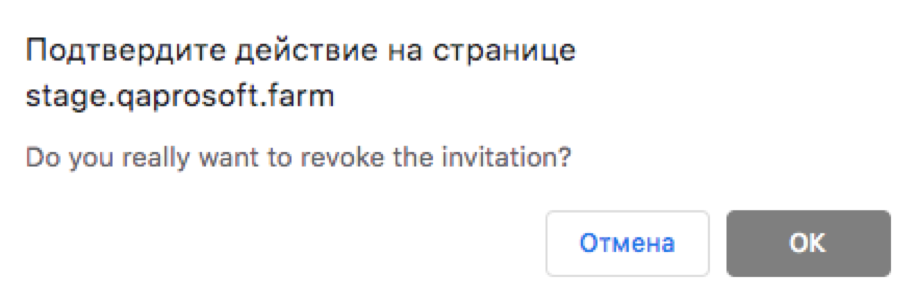 Подтвердите действие на странице
stage.qaprosoft.farm
Do you really want to revoke the invitation?
Отмена
OK